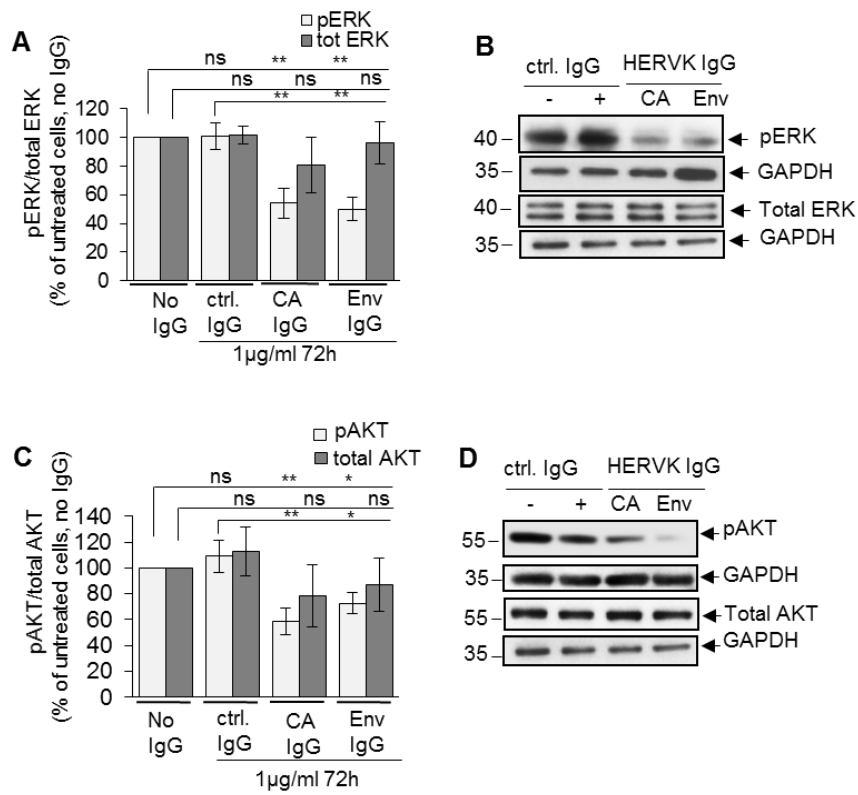 A
pERK
tot ERK
ns ** **
ns ns ns
** **
pERK/total ERK
(% of untreated cells, no IgG)
120
100
80
60
40
20
0
No IgG
ctrl. IgG
CA IgG
Env IgG
1µg/ml 72h
B
ctrl. IgG HERVK IgG
- + CA Env
40 pERK
35 GAPDH
40 Total ERK
35 GAPDH
C
pAKT
total AKT
ns ** *
ns ns ns
** *
pAKT/total AKT
(% of untreated cells, no IgG)
140
120
100
80
60
40
20
0
No IgG
ctrl. IgG
CA IgG
Env IgG
1µg/ml 72h
D
ctrl. IgG HERVK IgG
- + CA Env
55 pAKT
35 GAPDH
55 Total AKT
35 GAPDH